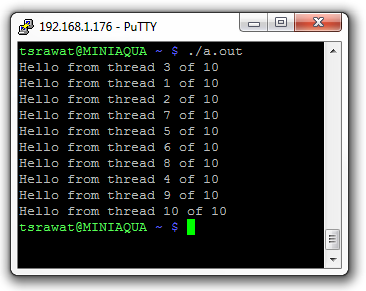 192.168.1.176 - PuTTY
tsrawat@MINIAQUA ~ $ ./a.out
Hello from thread 3 of 10
Hello from thread 1 of 10
Hello from thread 2 of 10
Hello from thread 7 of 10
Hello from thread 5 of 10
Hello from thread 6 of 10
Hello from thread 8 of 10
Hello from thread 4 of 10
Hello from thread 9 of 10
Hello from thread 10 of 10
tsrawat@MINIAQUA ~ $